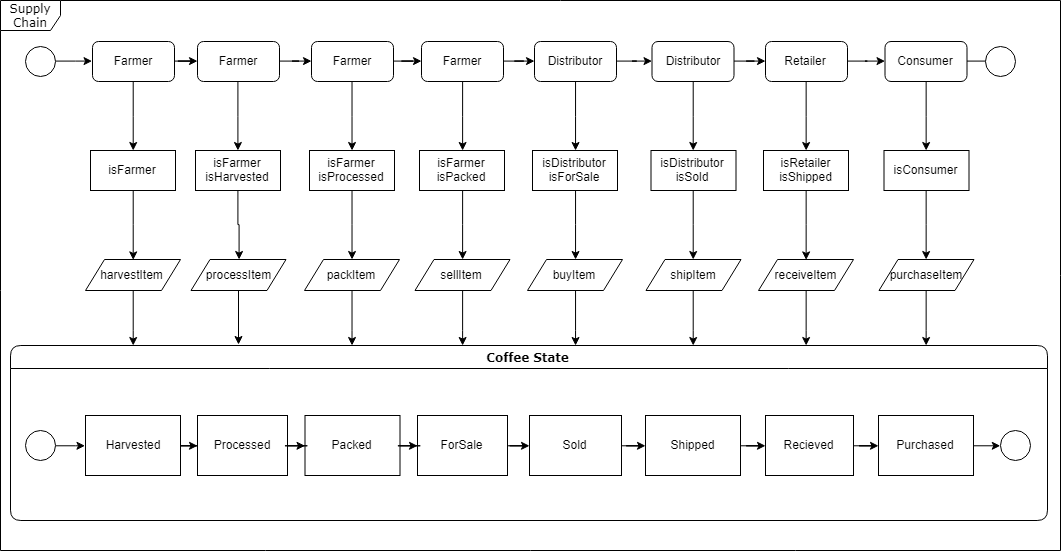 Supply
Chain
Farmer
Farmer
Farmer
Farmer
Distributor
Distributor
Retailer
Consumer
isFarmer
isFarmer
isHarvested
isFarmer
isProcessed
isFarmer
isPacked
isDistributor
isForSale
isDistributor
isSold
isRetailer
isShipped
isConsumer
harvestItem
processItem
packItem
sellItem
buyItem
shipItem
receiveItem
purchaseItem
Coffee State
Harvested
Processed
Packed
ForSale
Sold
Shipped
Recieved
Purchased